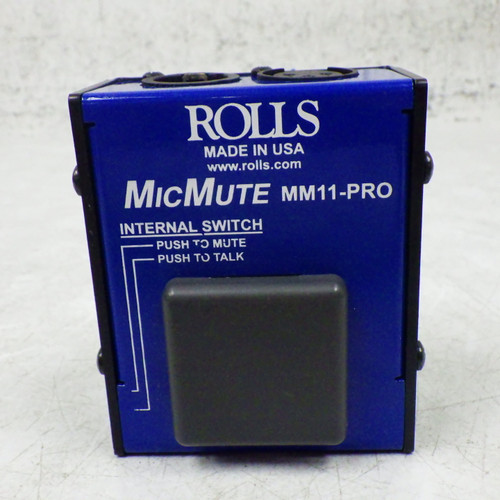 ROLLS
MADE IN USA
www.rolls.com
MICMUTE MM11-PRO
INTERNAL SWITCH
PUSH TO MUTE
PUSH TO TALK